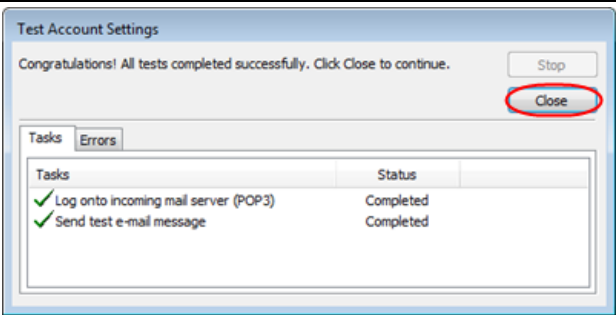 Test Account Settings
Congratulations! All tests completed successfully. Click Close to continue.
Stop
Close
Tasks Errors
Tasks Status
Log onto incoming mail server (POP3) Completed
Send test e-mail message Completed